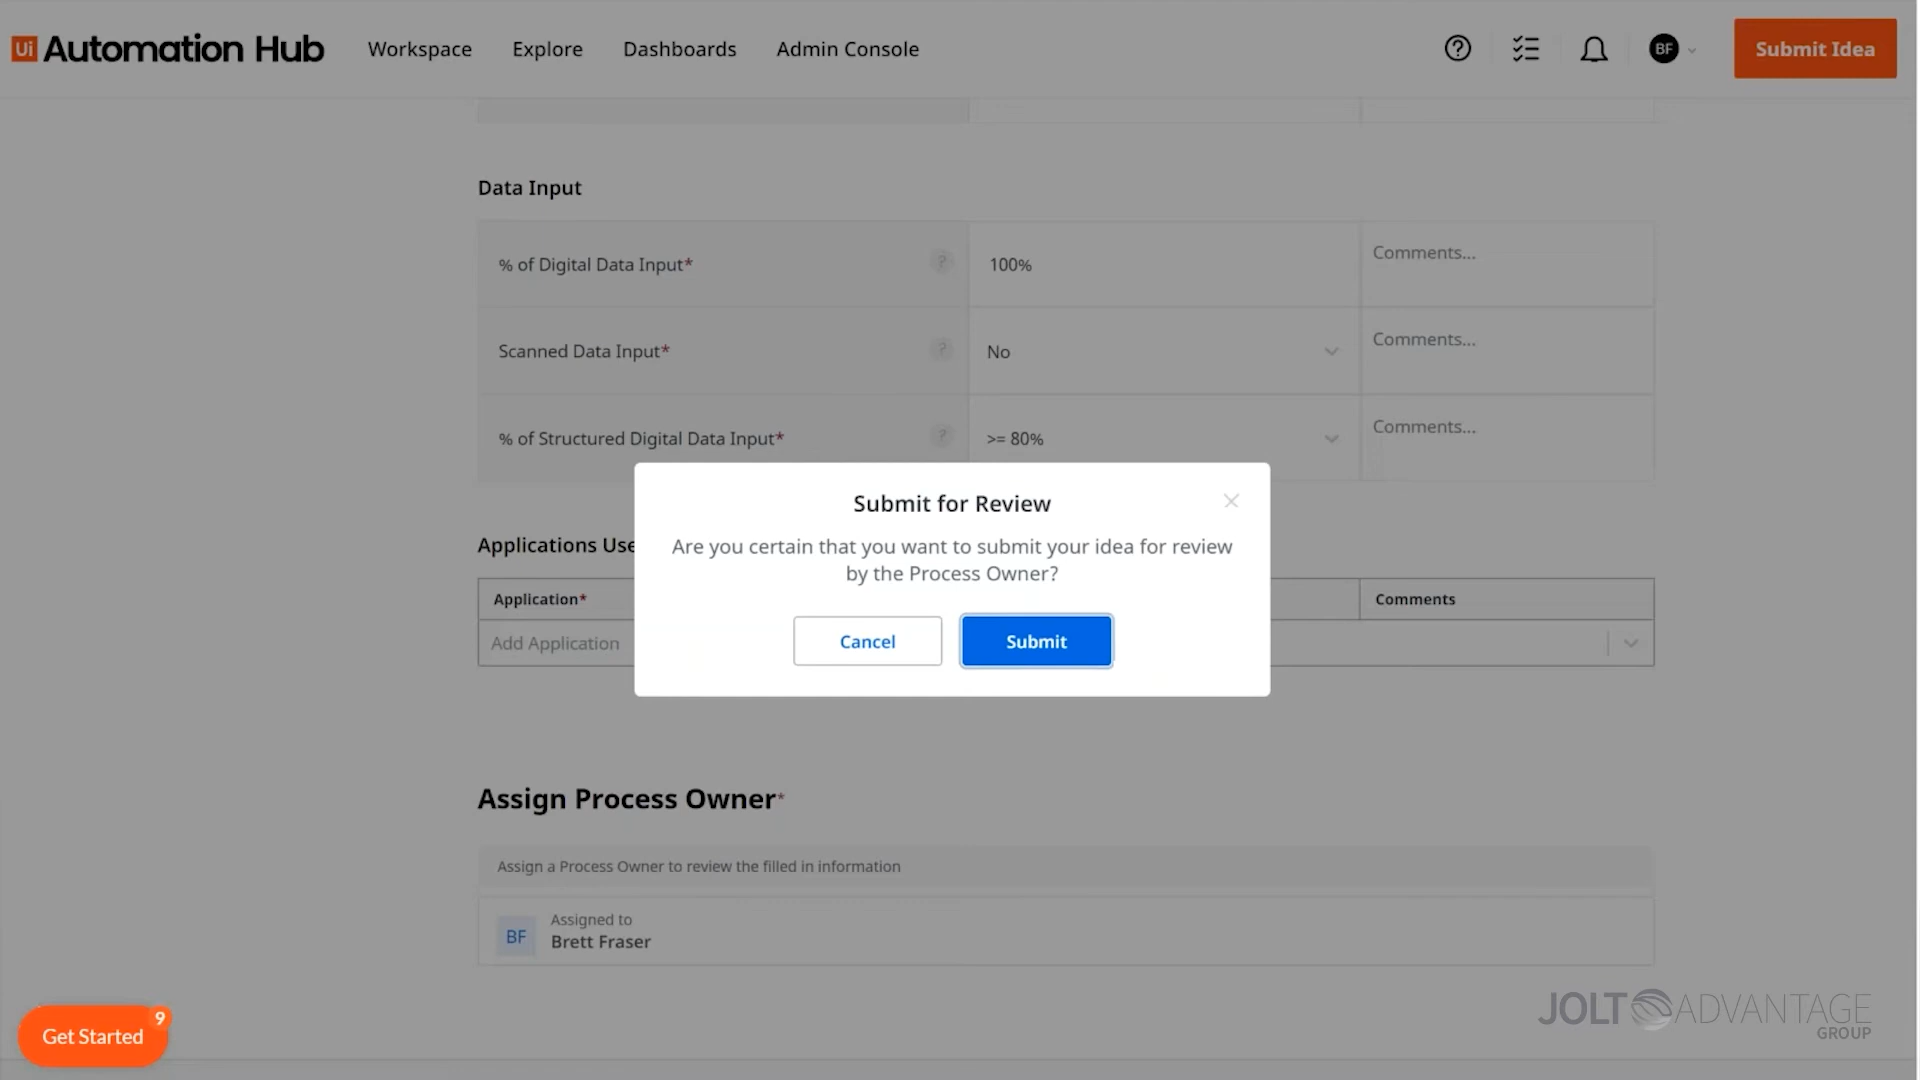 Ui Automation Hub Workspace Explore Dashboards Admin Console BF Submit Idea
Data Input
% of Digital Data Input* ? 100% Comments...
Scanned Data Input* ? No Comments...
% of Structured Digital Data Input* ? >= 80% Comments...
Submit for Review
Are you certain that you want to submit your idea for review
by the Process Owner?
Cancel Submit
Applications Use
Application* Comments
Add Application
Assign Process Owner*
Assign a Process Owner to review the filled in information
BF Assigned to
Brett Fraser
Get Started 9
JOLT ADVANTAGE
GROUP